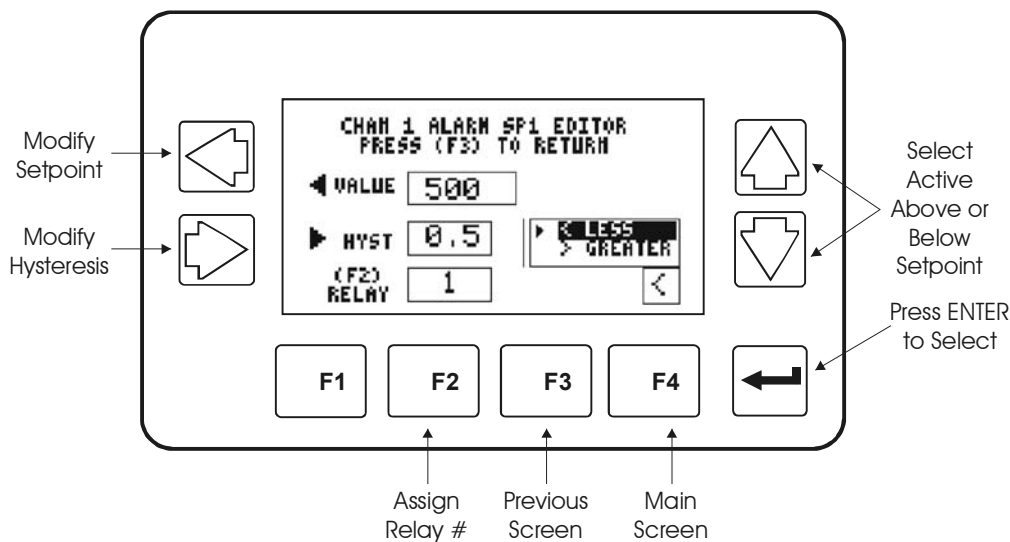 CHAN 1 ALARM SP1 EDITOR
PRESS (F3) TO RETURN
VALUE 500
HYST 0.5
(F2)
RELAY 1
< LESS
> GREATER
<
Modify
Setpoint
Modify
Hysteresis
Select
Active
Above or
Below
Setpoint
Press ENTER
to Select
F1 F2 F3 F4
Assign
Relay #
Previous
Screen
Main
Screen